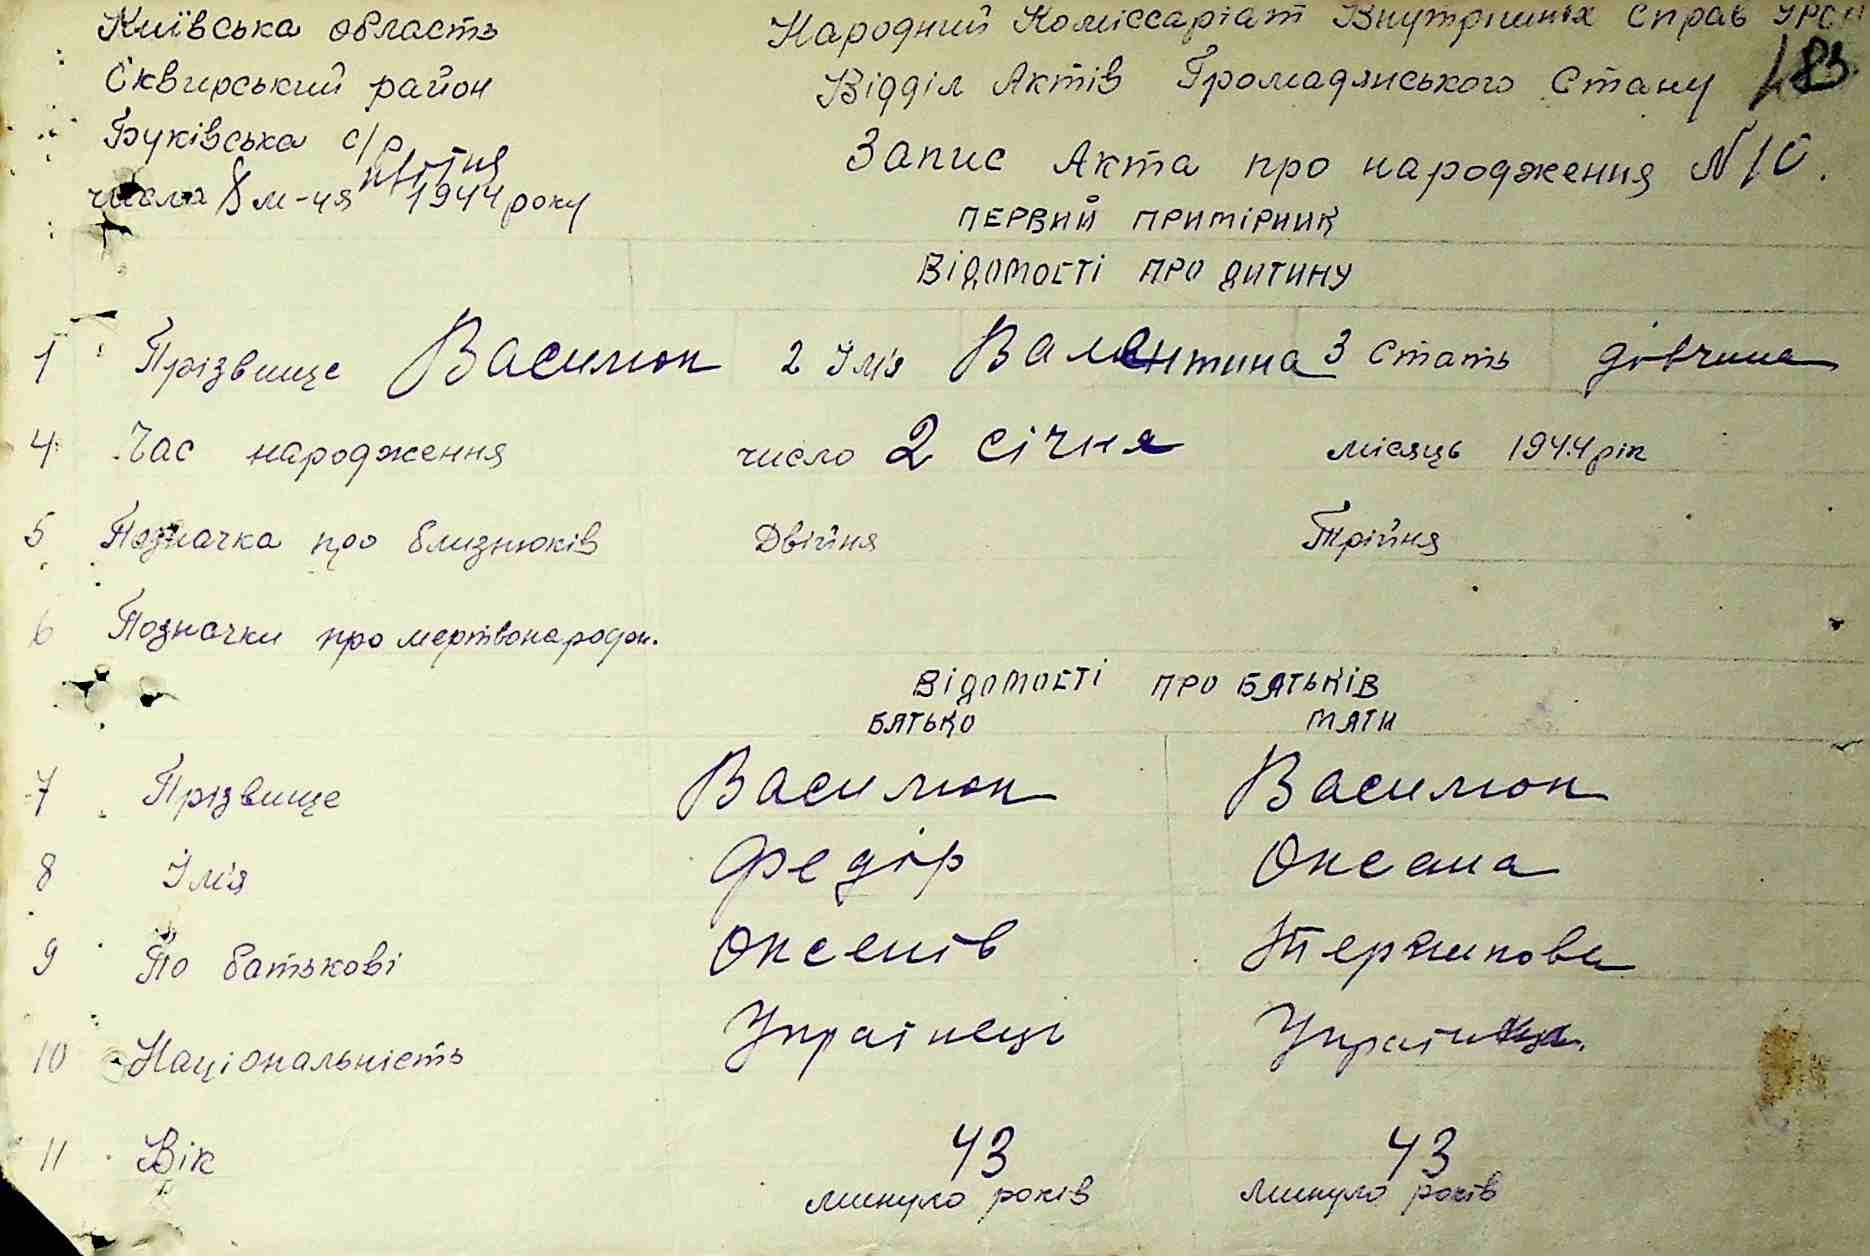 Київська область
Сквирський район
Буківська с/р
числа 8 м-ця квітня 1944 року
Народний Коміссаріат Внутрішніх Справ УРСР
Відділ Актів Громадянського Стану
183
Запис Акта про народження N 10.
ПЕРВИЙ ПРИМІРНИК
ВІДОМОСТІ ПРО ДИТИНУ
1 Прізвище Василюк 2 Ім'я Валентина 3 Стать дівчина
4 Час народження число 2 січня місяць 1944 рік
5 Позначка про близнюків Двійня Трійня
6 Позначки про мертвонародж.
ВІДОМОСТІ ПРО БАТЬКІВ
БАТЬКО МАТИ
7 Прізвище Василюк Василюк
8 Ім'я Федір Оксана
9 По батькові Оксентів
10 Національність Українець Українка
11 Вік 43 43
минуло років минуло років